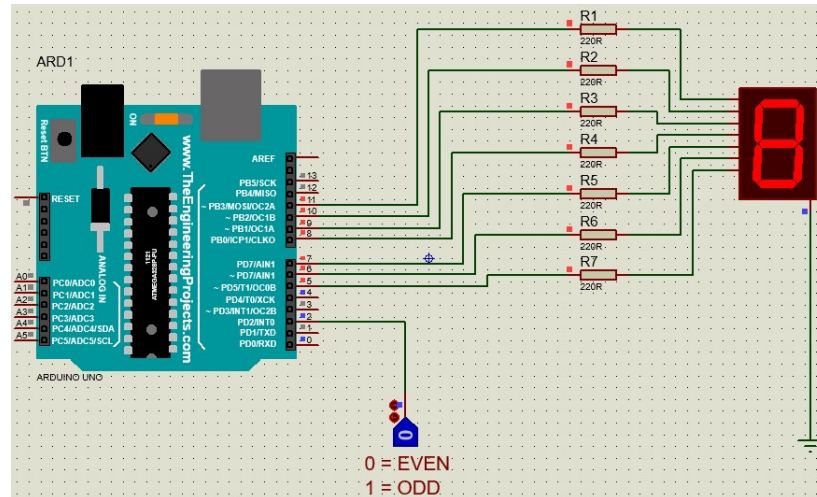 ARD1
ON
Reset BTN
www.TheEngineeringProjects.com
1121
ATMEGA328P-PU
ANALOG IN
RESET
A0
A1
A2
A3
A4
A5
PC0/ADC0
PC1/ADC1
PC2/ADC2
PC3/ADC3
PC4/ADC4/SDA
PC5/ADC5/SCL
AREF
PB5/SCK 13
PB4/MISO 12
~ PB3/MOSI/OC2A 11
~ PB2/OC1B 10
~ PB1/OC1A 9
PB0/ICP1/CLKO 8
PD7/AIN1 7
~ PD7/AIN1 6
~ PD5/T1/OC0B 5
PD4/T0/XCK 4
~ PD3/INT1/OC2B 3
PD2/INT0 2
PD1/TXD 1
PD0/RXD 0
ARDUINO UNO
R1
220R
R2
220R
R3
220R
R4
220R
R5
220R
R6
220R
R7
220R
8
0
0 = EVEN
1 = ODD